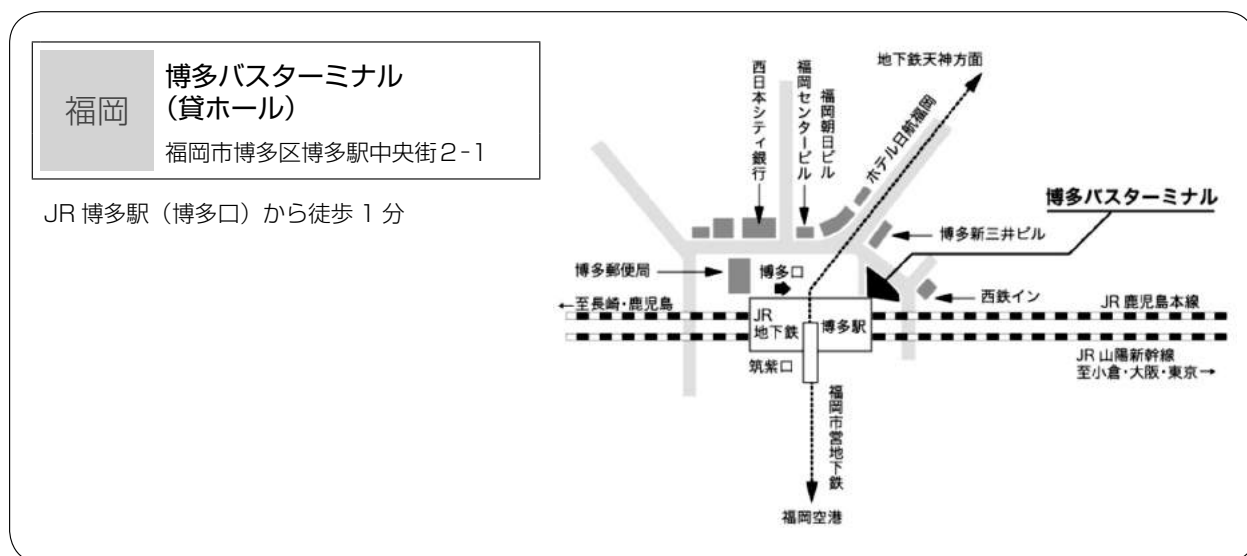 福岡
博多バスターミナル
（貸ホール）
福岡市博多区博多駅中央街2-1
JR 博多駅（博多口）から徒歩 1 分
地下鉄天神方面
西日本シティ銀行
福岡センタービル
福岡朝日ビル
ホテル日航福岡
博多バスターミナル
博多新三井ビル
博多郵便局
博多口
西鉄イン
←至長崎・鹿児島
JR 鹿児島本線
JR
地下鉄
博多駅
筑紫口
JR 山陽新幹線
至小倉・大阪・東京→
福岡市営地下鉄
福岡空港